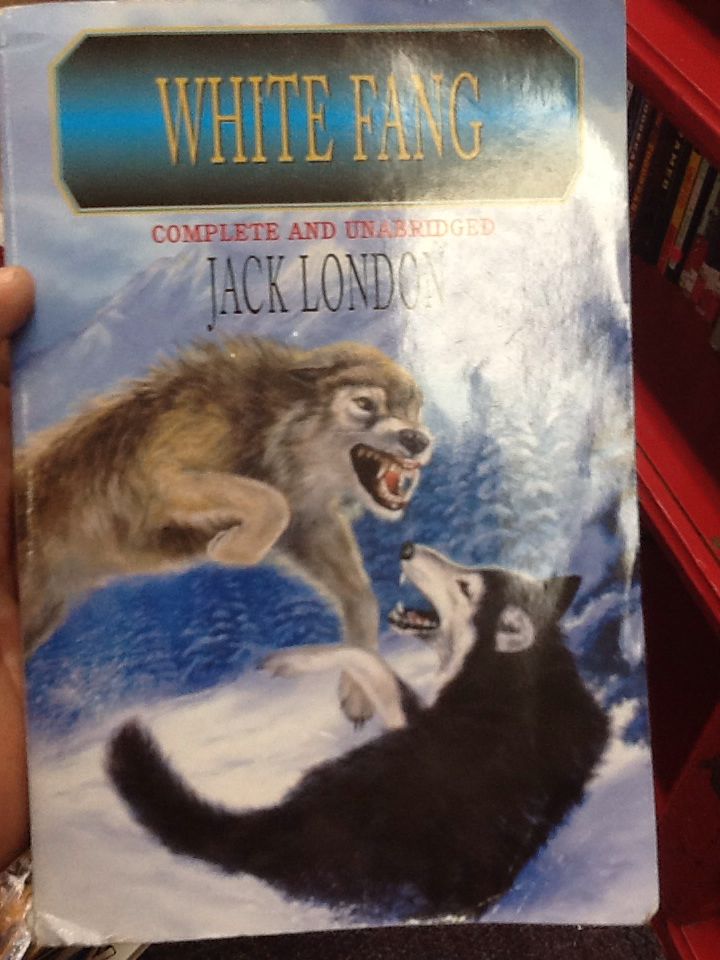 WHITE FANG
COMPLETE AND UNABRIDGED
JACK LONDON